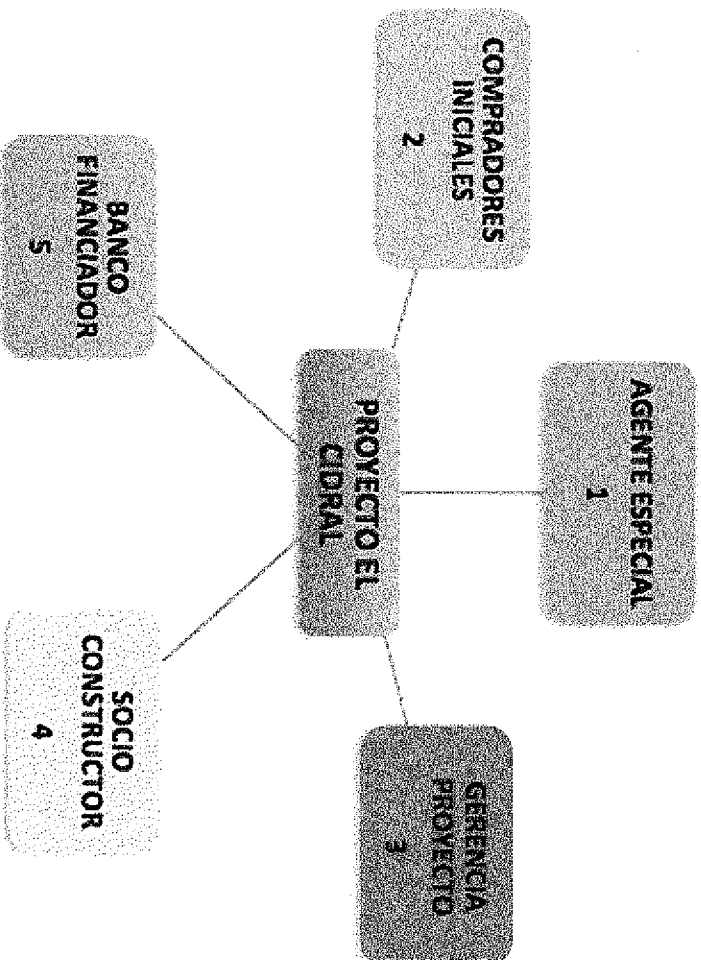 AGENTE ESPECIAL
1
COMPRADORES
INICIALES
2
PROYECTO EL
CIDRAL
GERENCIA
PROYECTO
3
BANCO
FINANCIADOR
5
SOCIO
CONSTRUCTOR
4